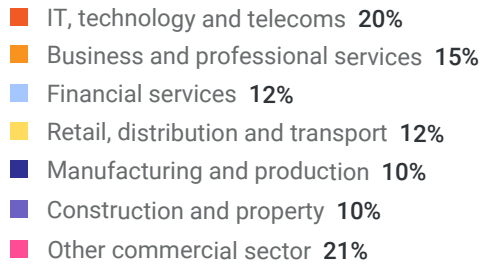 IT, technology and telecoms 20%
Business and professional services 15%
Financial services 12%
Retail, distribution and transport 12%
Manufacturing and production 10%
Construction and property 10%
Other commercial sector 21%